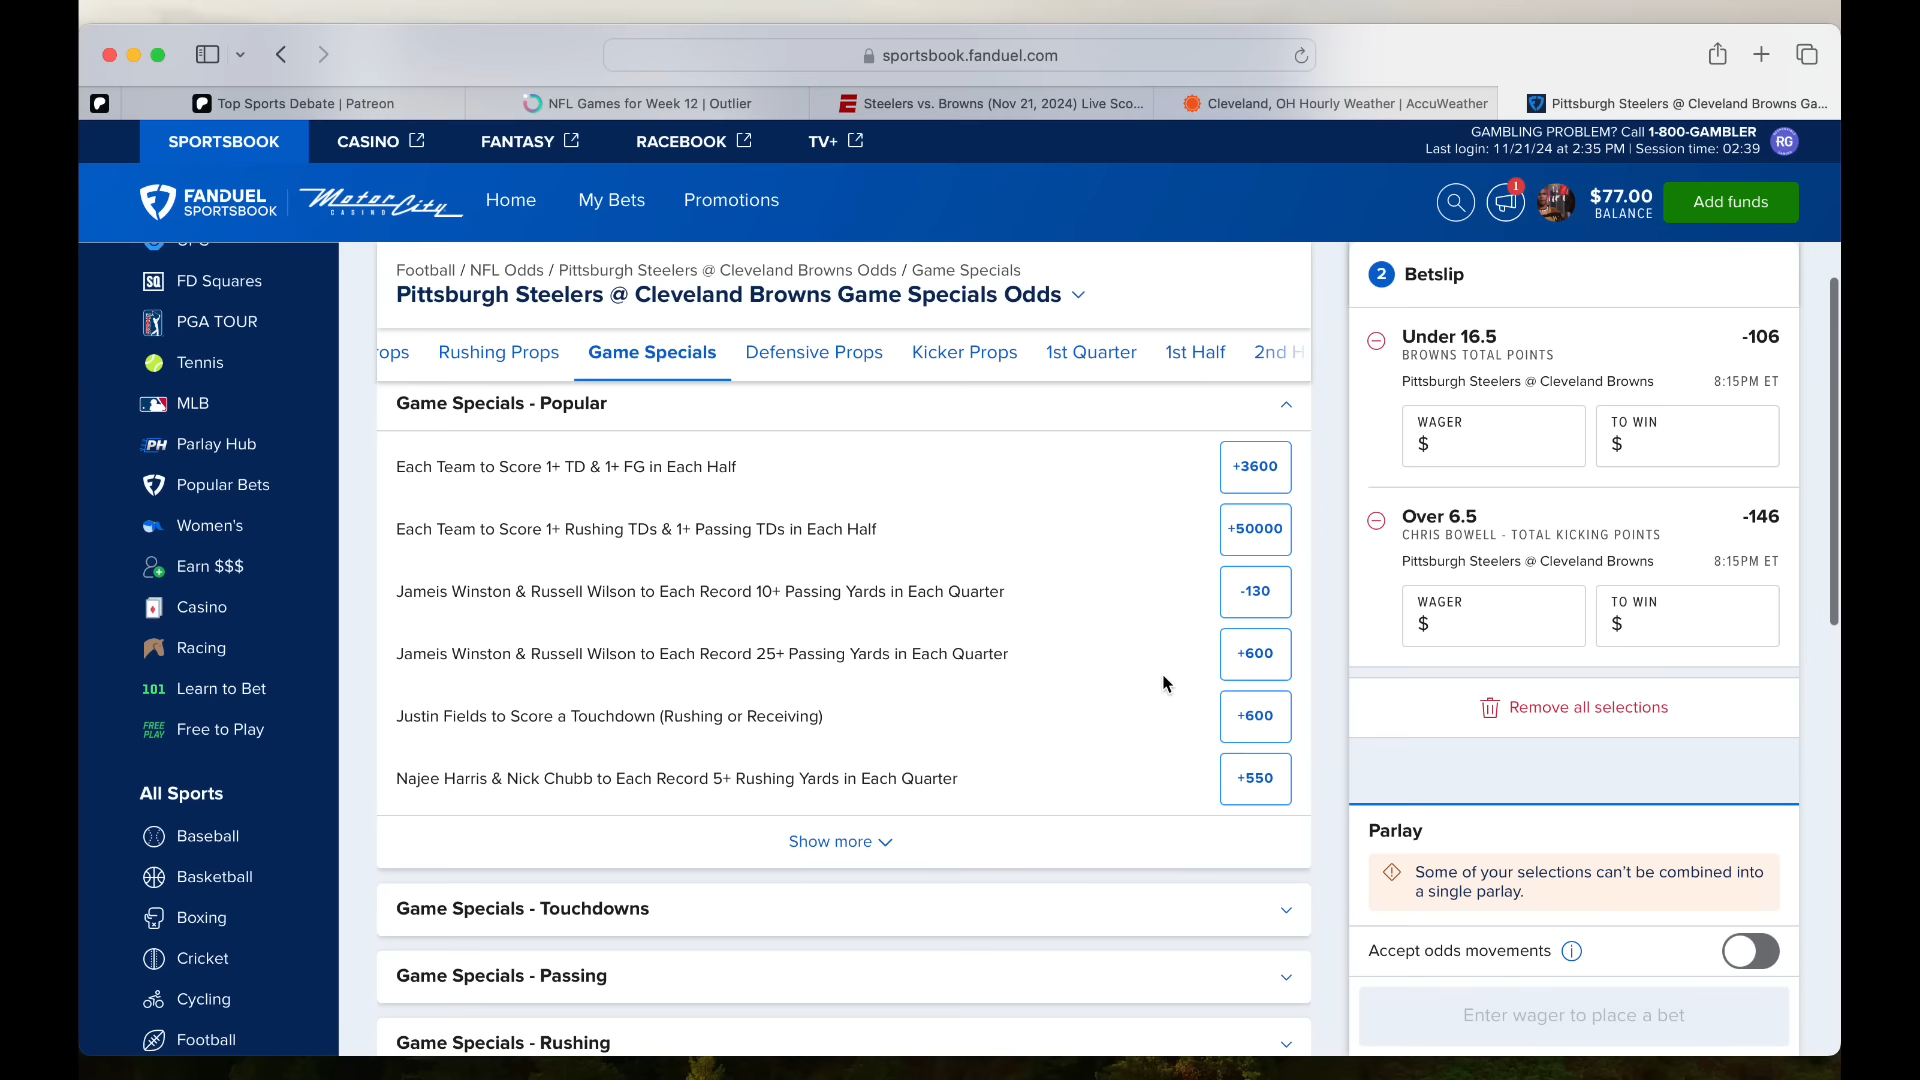 sportsbook.fanduel.com
Top Sports Debate | Patreon
NFL Games for Week 12 | Outlier
Steelers vs. Browns (Nov 21, 2024) Live Sco...
Cleveland, OH Hourly Weather | AccuWeather
Pittsburgh Steelers @ Cleveland Browns Ga...
SPORTSBOOK
CASINO
FANTASY
RACEBOOK
TV+
GAMBLING PROBLEM? Call 1-800-GAMBLER
Last login: 11/21/24 at 2:35 PM | Session time: 02:39
RG
FANDUEL
SPORTSBOOK
MotorCity
CASINO
Home
My Bets
Promotions
1
$77.00
BALANCE
Add funds
SQ
FD Squares
PGA TOUR
Tennis
MLB
PH
Parlay Hub
Popular Bets
Women's
Earn $$$
Casino
Racing
101
Learn to Bet
FREE
PLAY
Free to Play
All Sports
Baseball
Basketball
Boxing
Cricket
Cycling
Football
Football / NFL Odds / Pittsburgh Steelers @ Cleveland Browns Odds / Game Specials
Pittsburgh Steelers @ Cleveland Browns Game Specials Odds
rops
Rushing Props
Game Specials
Defensive Props
Kicker Props
1st Quarter
1st Half
2nd H
Game Specials - Popular
Each Team to Score 1+ TD & 1+ FG in Each Half
+3600
Each Team to Score 1+ Rushing TDs & 1+ Passing TDs in Each Half
+50000
Jameis Winston & Russell Wilson to Each Record 10+ Passing Yards in Each Quarter
-130
Jameis Winston & Russell Wilson to Each Record 25+ Passing Yards in Each Quarter
+600
Justin Fields to Score a Touchdown (Rushing or Receiving)
+600
Najee Harris & Nick Chubb to Each Record 5+ Rushing Yards in Each Quarter
+550
Show more
Game Specials - Touchdowns
Game Specials - Passing
Game Specials - Rushing
2
Betslip
Under 16.5
-106
BROWNS TOTAL POINTS
Pittsburgh Steelers @ Cleveland Browns
8:15PM ET
WAGER
$
TO WIN
$
Over 6.5
-146
CHRIS BOWELL - TOTAL KICKING POINTS
Pittsburgh Steelers @ Cleveland Browns
8:15PM ET
WAGER
$
TO WIN
$
Remove all selections
Parlay
Some of your selections can't be combined into
a single parlay.
Accept odds movements
Enter wager to place a bet